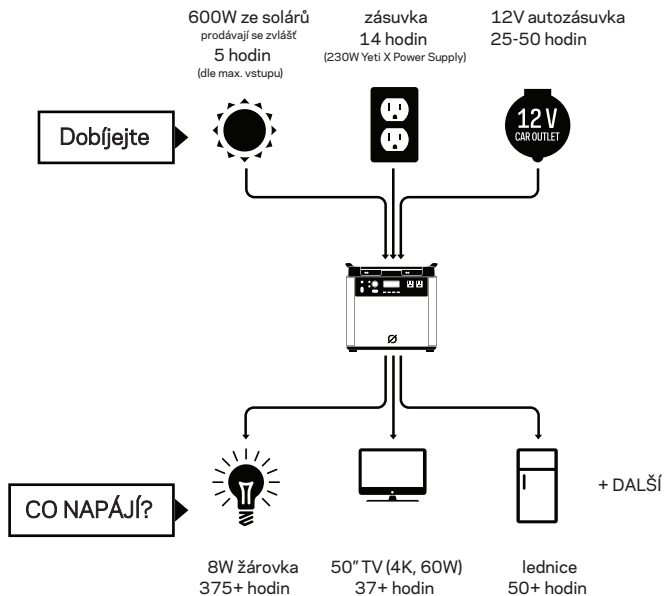 600W ze solárů
prodávají se zvlášť
5 hodin
(dle max. vstupu)
zásuvka
14 hodin
(230W Yeti X Power Supply)
12V autozásuvka
25-50 hodin
Dobíjejte
12 V
CAR OUTLET
CO NAPÁJÍ?
+ DALŠÍ
8W žárovka
375+ hodin
50” TV (4K, 60W)
37+ hodin
lednice
50+ hodin